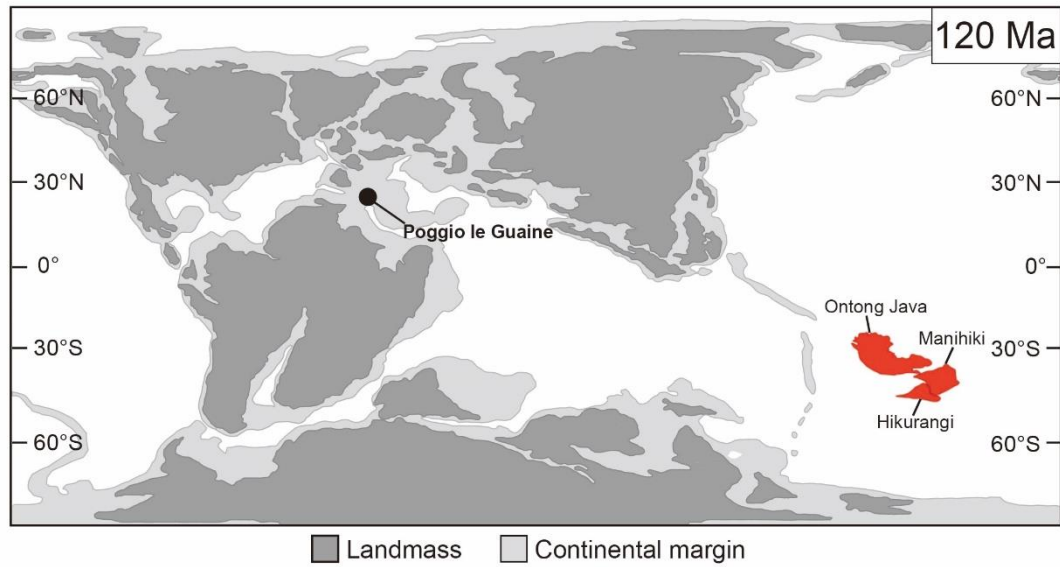 120 Ma
60°N
60°N
30°N
30°N
Poggio le Guaine
0°
0°
Ontong Java
Manihiki
30°S
30°S
Hikurangi
60°S
60°S
Landmass
Continental margin